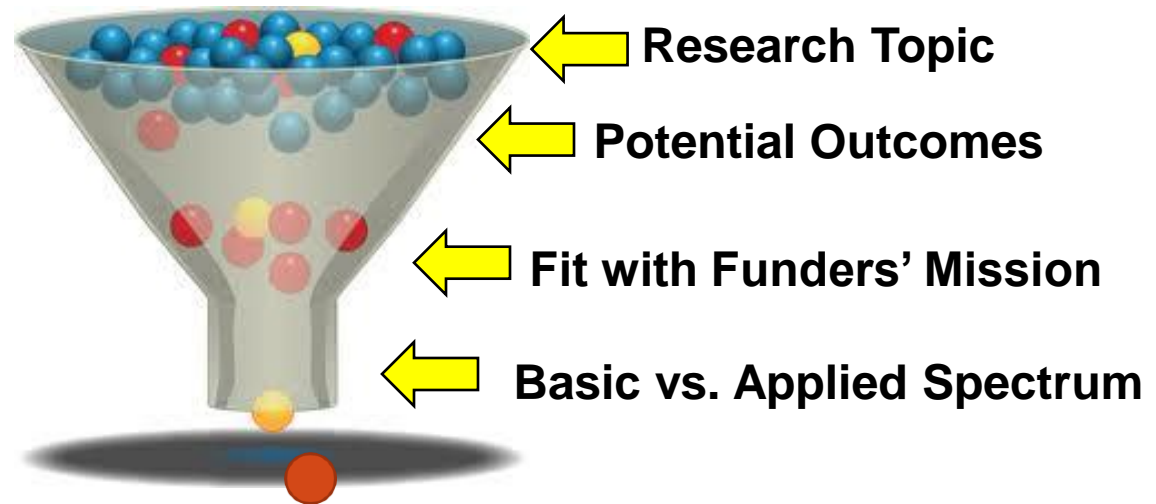 Research Topic
Potential Outcomes
Fit with Funders’ Mission
Basic vs. Applied Spectrum